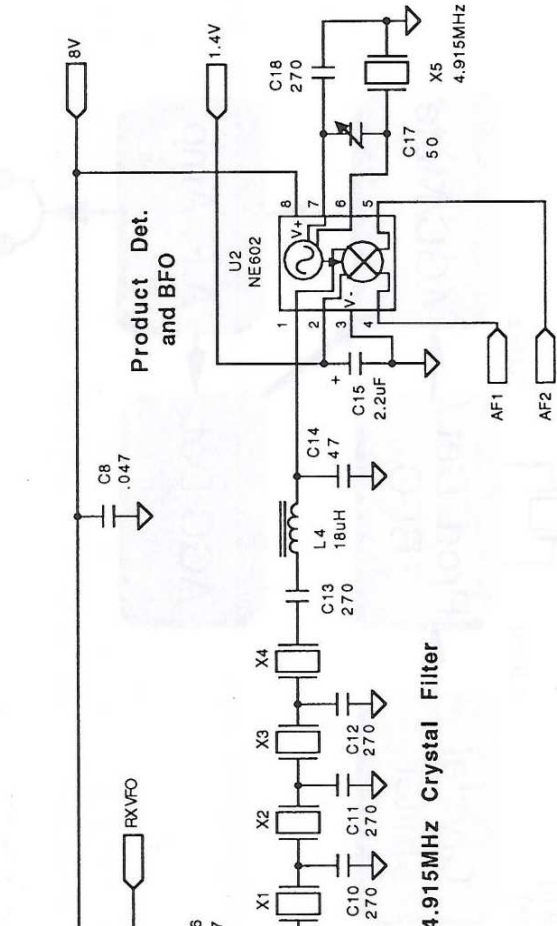 8V
1.4V
C18
270
X5
4.915MHz
C17
50
Product Det.
and BFO
U2
NE602
8
7
6
5
V+
V-
1
2
3
4
+
C15
2.2uF
AF1
AF2
C8
.047
C14
47
L4
18uH
C13
270
X4
X3
X2
X1
C12
270
C11
270
C10
270
RXVFO
4.915MHz Crystal Filter
6
7